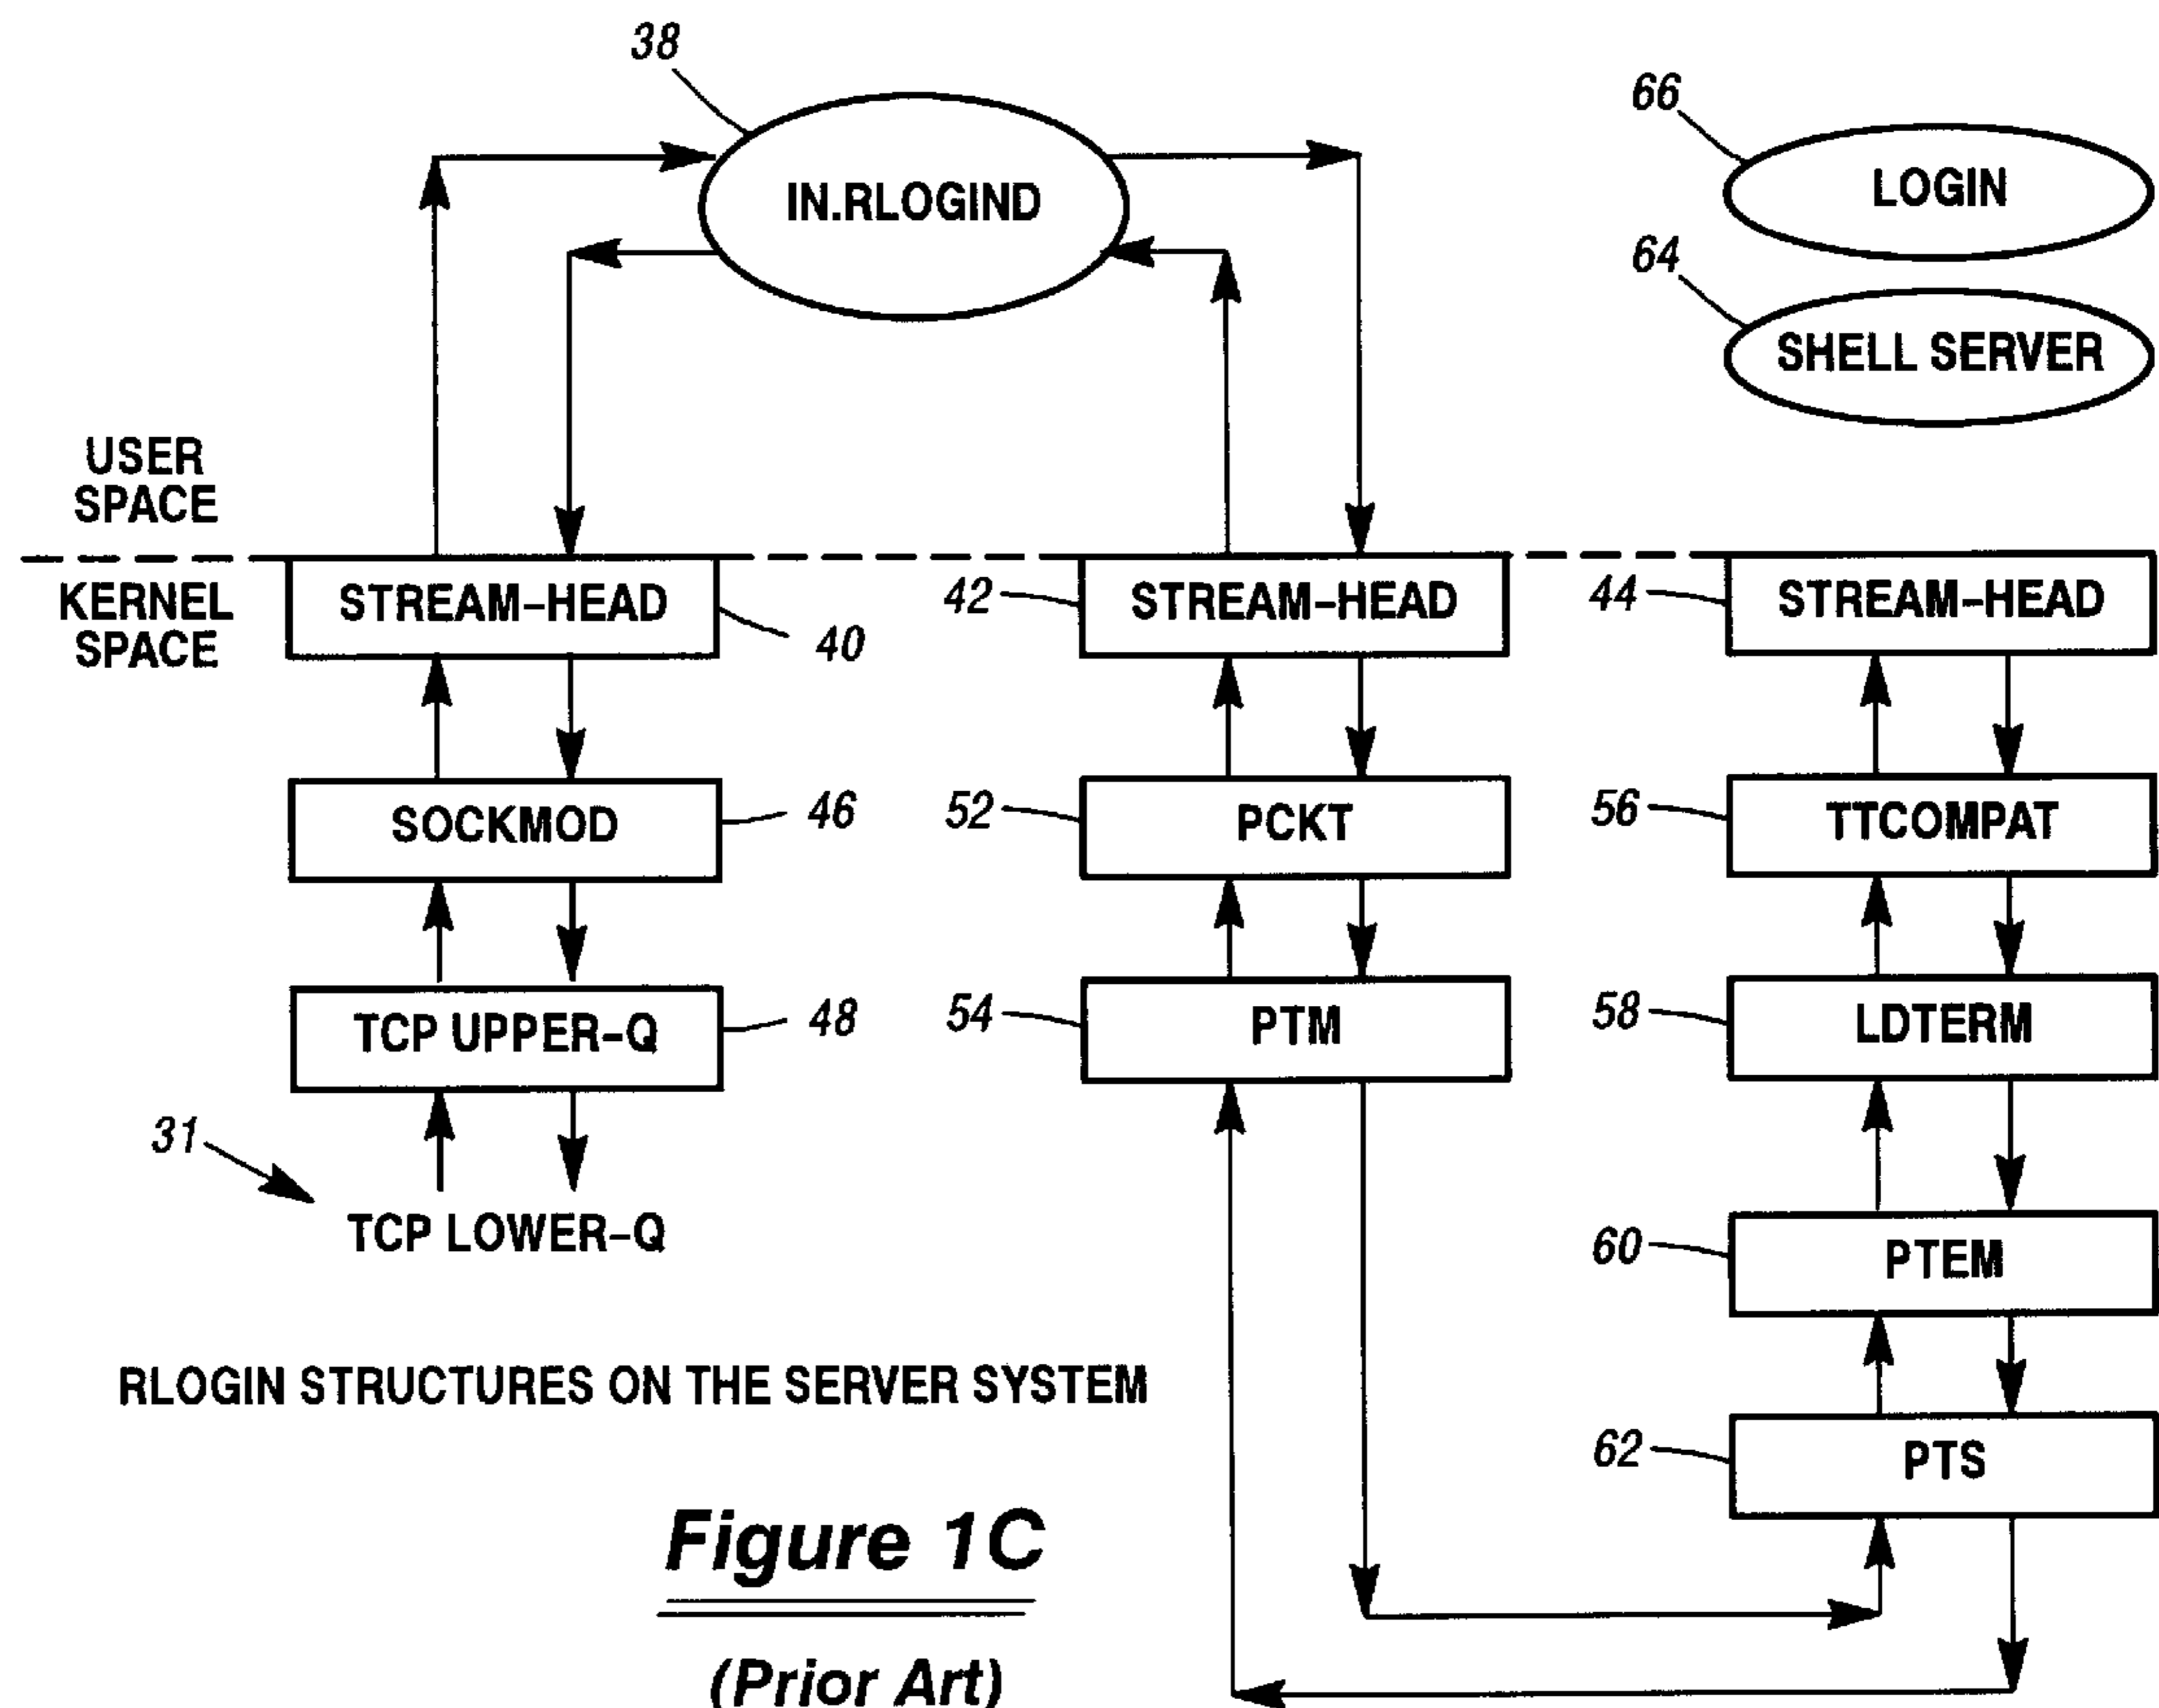 38
66
IN.RLOGIND
LOGIN
64
SHELL SERVER
USER
SPACE
KERNEL
SPACE
STREAM-HEAD
40
42
STREAM-HEAD
44
STREAM-HEAD
SOCKMOD
46
52
PCKT
56
TTCOMPAT
TCP UPPER-Q
48
54
PTM
58
LDTERM
31
TCP LOWER-Q
60
PTEM
RLOGIN STRUCTURES ON THE SERVER SYSTEM
62
PTS
Figure 1C
(Prior Art)